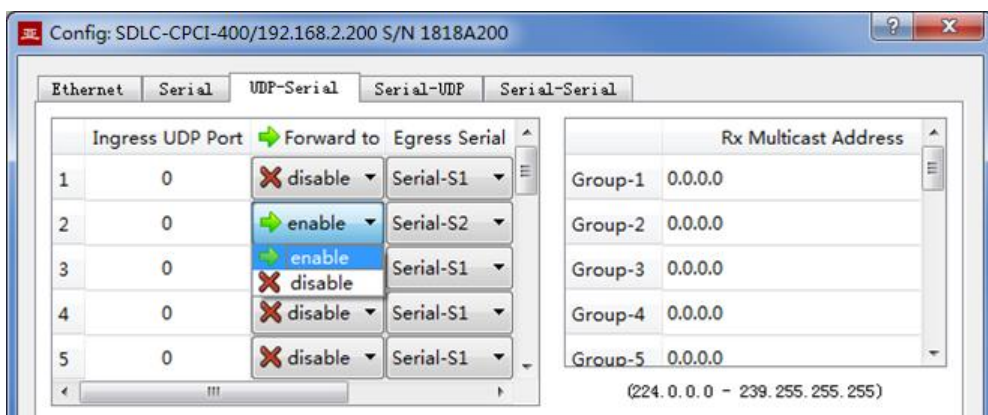 亚 Config: SDLC-CPCI-400/192.168.2.200 S/N 1818A200
Ethernet Serial UDP-Serial Serial-UDP Serial-Serial
Ingress UDP Port Forward to Egress Serial Rx Multicast Address
1 0 disable Serial-S1 Group-1 0.0.0.0
2 0 enable Serial-S2 Group-2 0.0.0.0
enable
3 0 Serial-S1 Group-3 0.0.0.0
disable
4 0 disable Serial-S1 Group-4 0.0.0.0
5 0 disable Serial-S1 Group-5 0.0.0.0
(224.0.0.0 - 239.255.255.255)